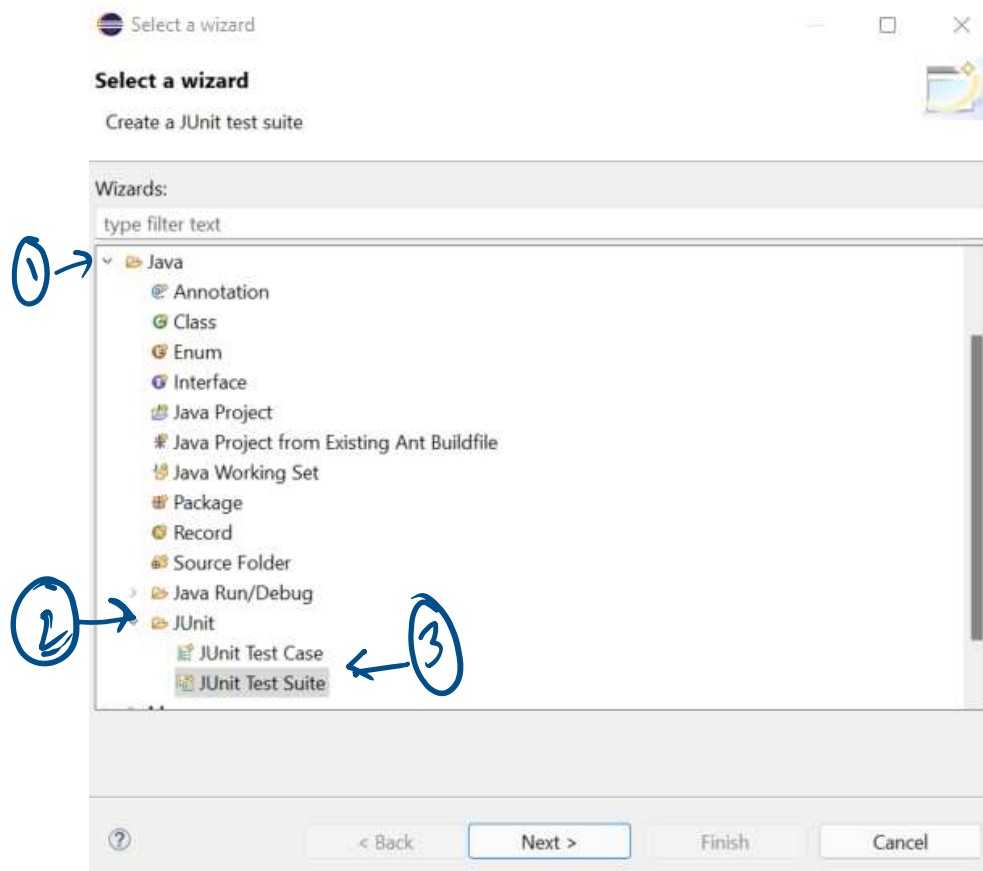 Select a wizard
Select a wizard
Create a JUnit test suite
Wizards:
type filter text
1
Java
Annotation
Class
Enum
Interface
Java Project
Java Project from Existing Ant Buildfile
Java Working Set
Package
Record
Source Folder
Java Run/Debug
2
JUnit
3
JUnit Test Case
JUnit Test Suite
?
< Back
Next >
Finish
Cancel